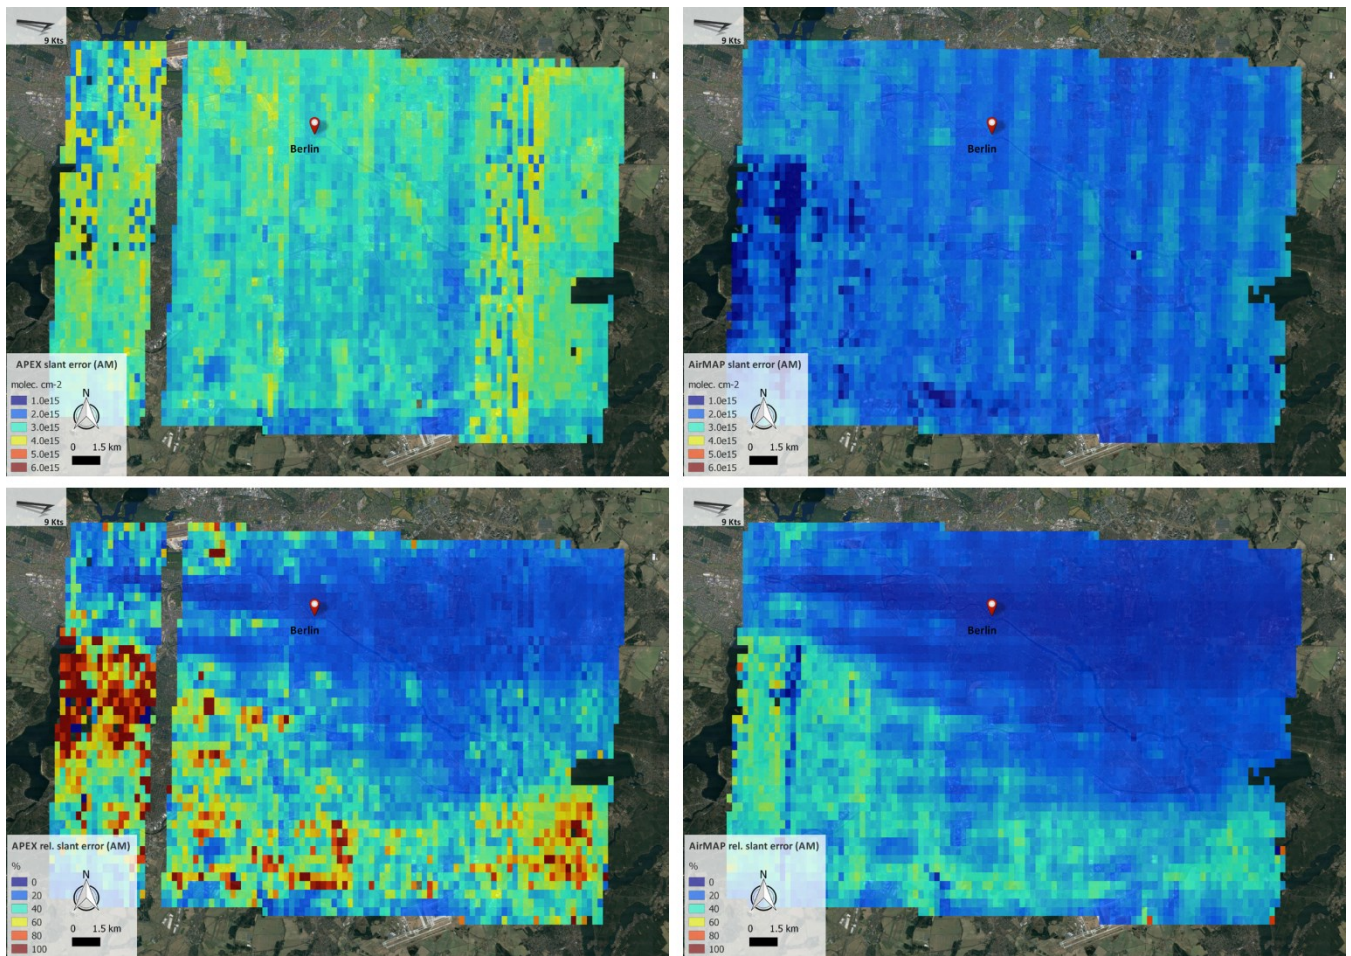 9 Kts
Berlin
APEX slant error (AM)
molec. cm-2
1.0e15
2.0e15
3.0e15
4.0e15
5.0e15
6.0e15
N
0 1.5 km
9 Kts
Berlin
AirMAP slant error (AM)
molec. cm-2
1.0e15
2.0e15
3.0e15
4.0e15
5.0e15
6.0e15
N
0 1.5 km
9 Kts
Berlin
APEX rel. slant error (AM)
%
0
20
40
60
80
100
N
0 1.5 km
9 Kts
Berlin
AirMAP rel. slant error (AM)
%
0
20
40
60
80
100
N
0 1.5 km